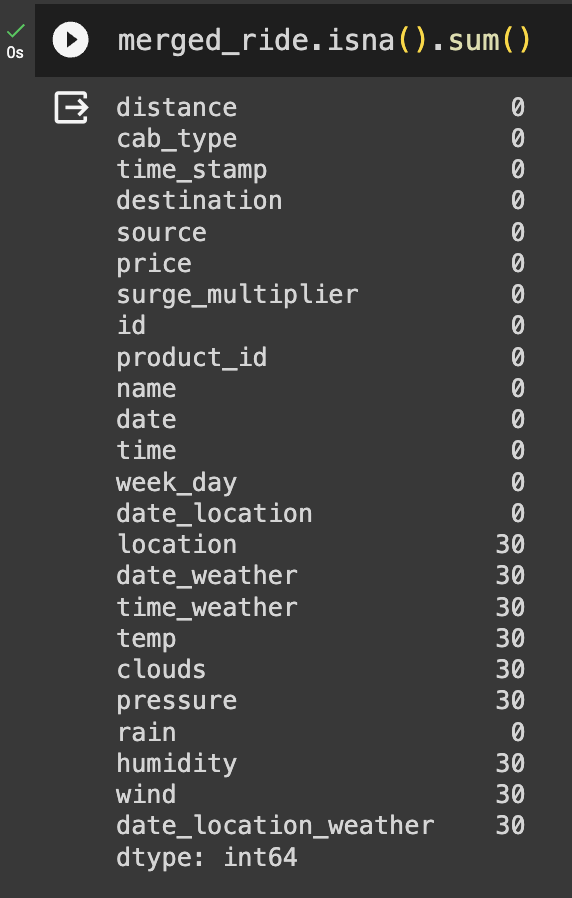 merged_ride.isna().sum()
0s
distance 0
cab_type 0
time_stamp 0
destination 0
source 0
price 0
surge_multiplier 0
id 0
product_id 0
name 0
date 0
time 0
week_day 0
date_location 0
location 30
date_weather 30
time_weather 30
temp 30
clouds 30
pressure 30
rain 0
humidity 30
wind 30
date_location_weather 30
dtype: int64